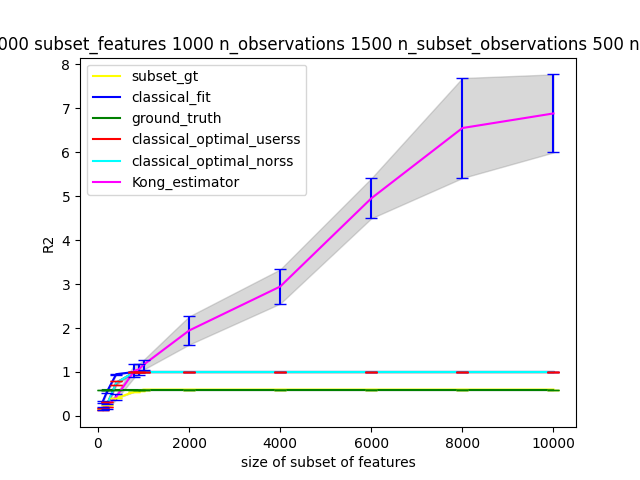 000 subset_features 1000 n_observations 1500 n_subset_observations 500 n
8
7
6
5
4
3
2
1
0
R2
subset_gt
classical_fit
ground_truth
classical_optimal_userss
classical_optimal_norss
Kong_estimator
0 2000 4000 6000 8000 10000
size of subset of features